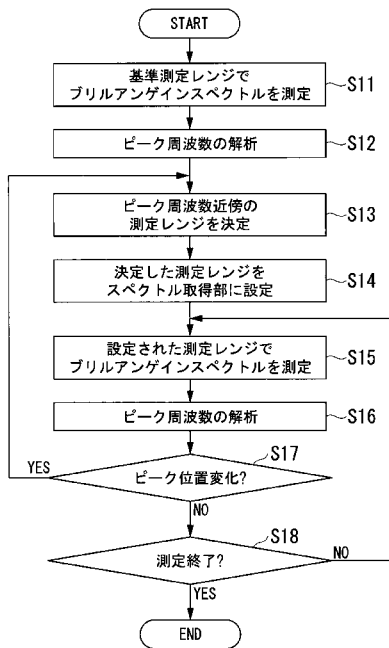 START
基準測定レンジで
ブリルアンゲインスペクトルを測定
S11
ピーク周波数の解析
S12
ピーク周波数近傍の
測定レンジを決定
S13
決定した測定レンジを
スペクトル取得部に設定
S14
設定された測定レンジで
ブリルアンゲインスペクトルを測定
S15
ピーク周波数の解析
S16
S17
YES
ピーク位置変化?
NO
S18
測定終了?
NO
YES
END